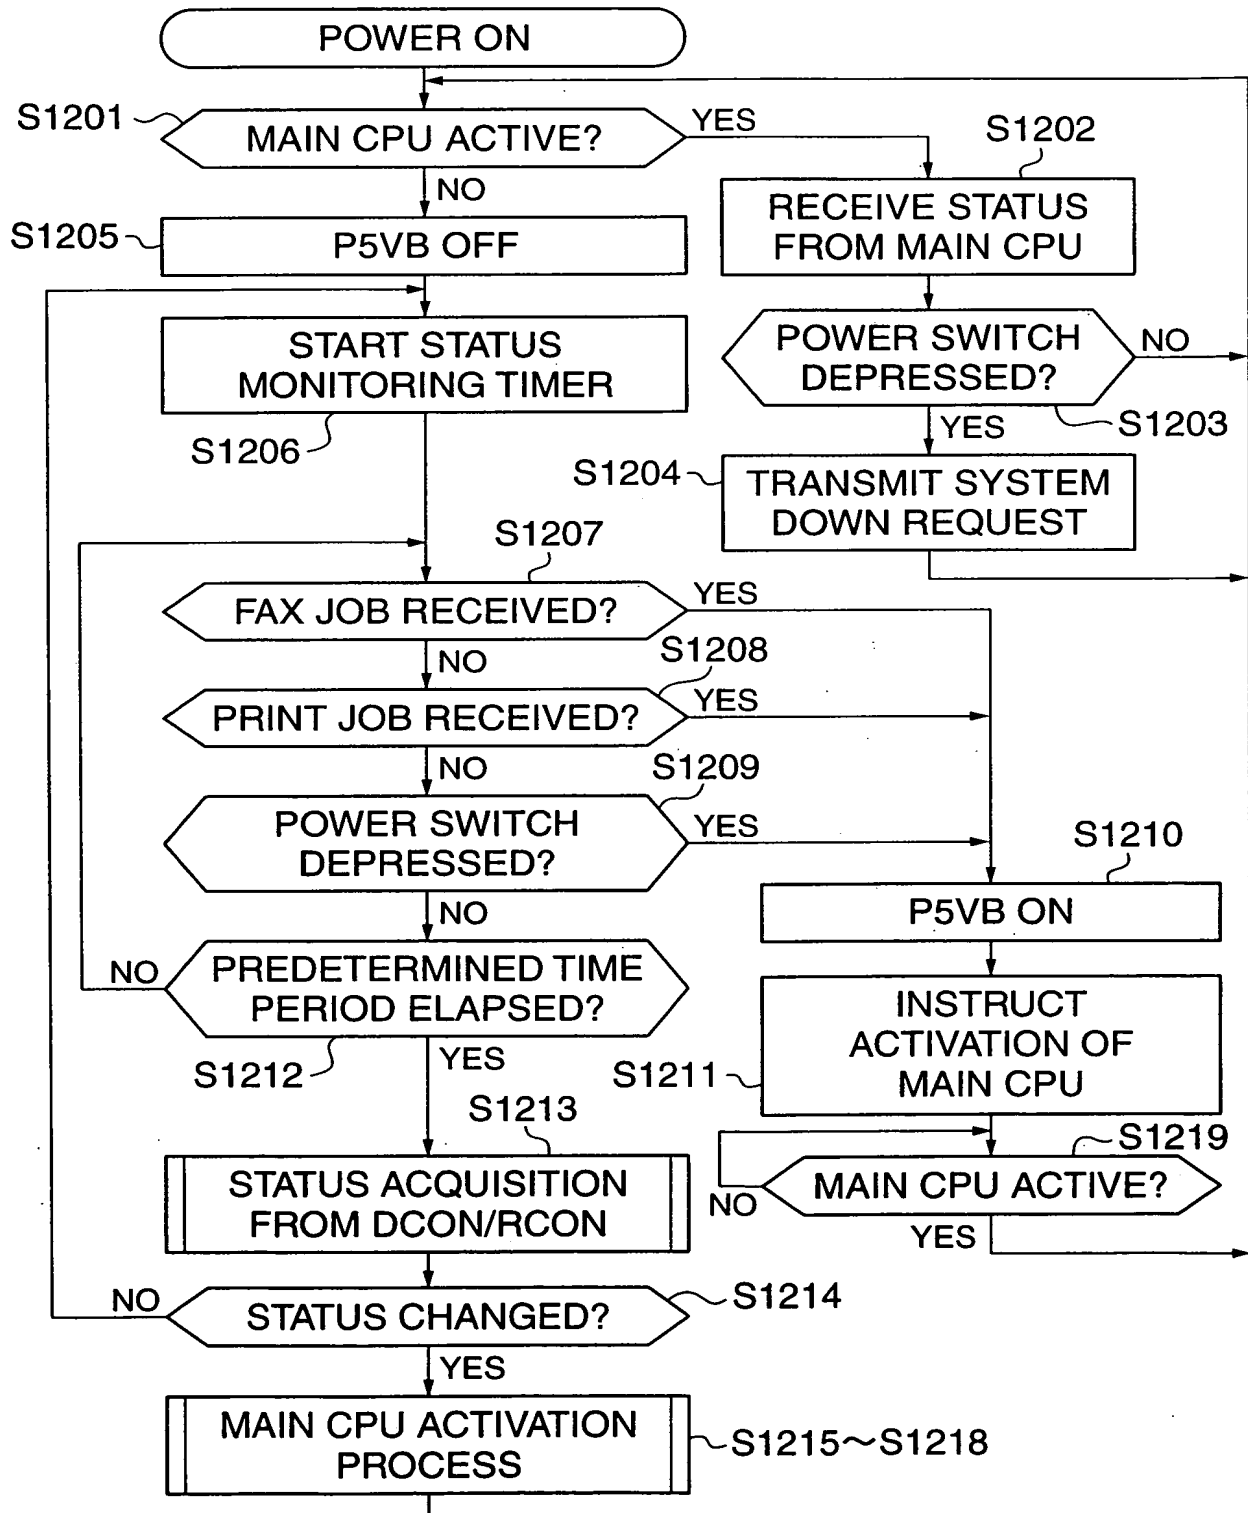 POWER ON
S1201
MAIN CPU ACTIVE?
YES
NO
S1202
RECEIVE STATUS
FROM MAIN CPU
S1205
P5VB OFF
POWER SWITCH
DEPRESSED?
NO
YES
S1203
START STATUS
MONITORING TIMER
S1206
S1204
TRANSMIT SYSTEM
DOWN REQUEST
S1207
FAX JOB RECEIVED?
YES
NO
S1208
PRINT JOB RECEIVED?
YES
NO
S1209
POWER SWITCH
DEPRESSED?
YES
NO
S1210
P5VB ON
NO
PREDETERMINED TIME
PERIOD ELAPSED?
S1212
YES
INSTRUCT
ACTIVATION OF
MAIN CPU
S1211
S1213
STATUS ACQUISITION
FROM DCON/RCON
S1219
MAIN CPU ACTIVE?
NO
YES
NO
STATUS CHANGED?
S1214
YES
MAIN CPU ACTIVATION
PROCESS
S1215～S1218